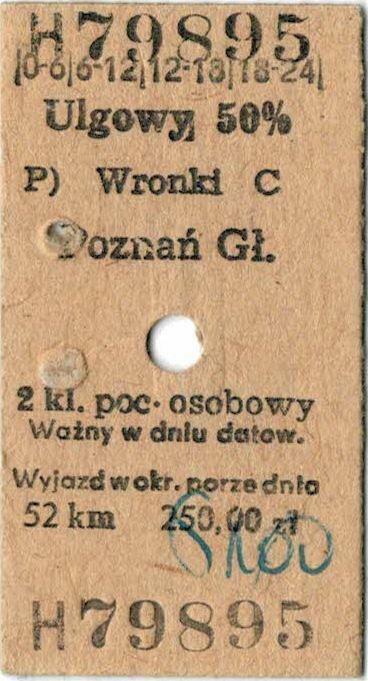 H79895
|0-6|6-12|12-18|18-24|
Ulgowy 50%
P) Wronki C
Poznań Gł.
2 kl. poc. osobowy
Ważny w dniu datow.
Wyjazd w okr. porze dnia
52 km 250,00 zł
H79895